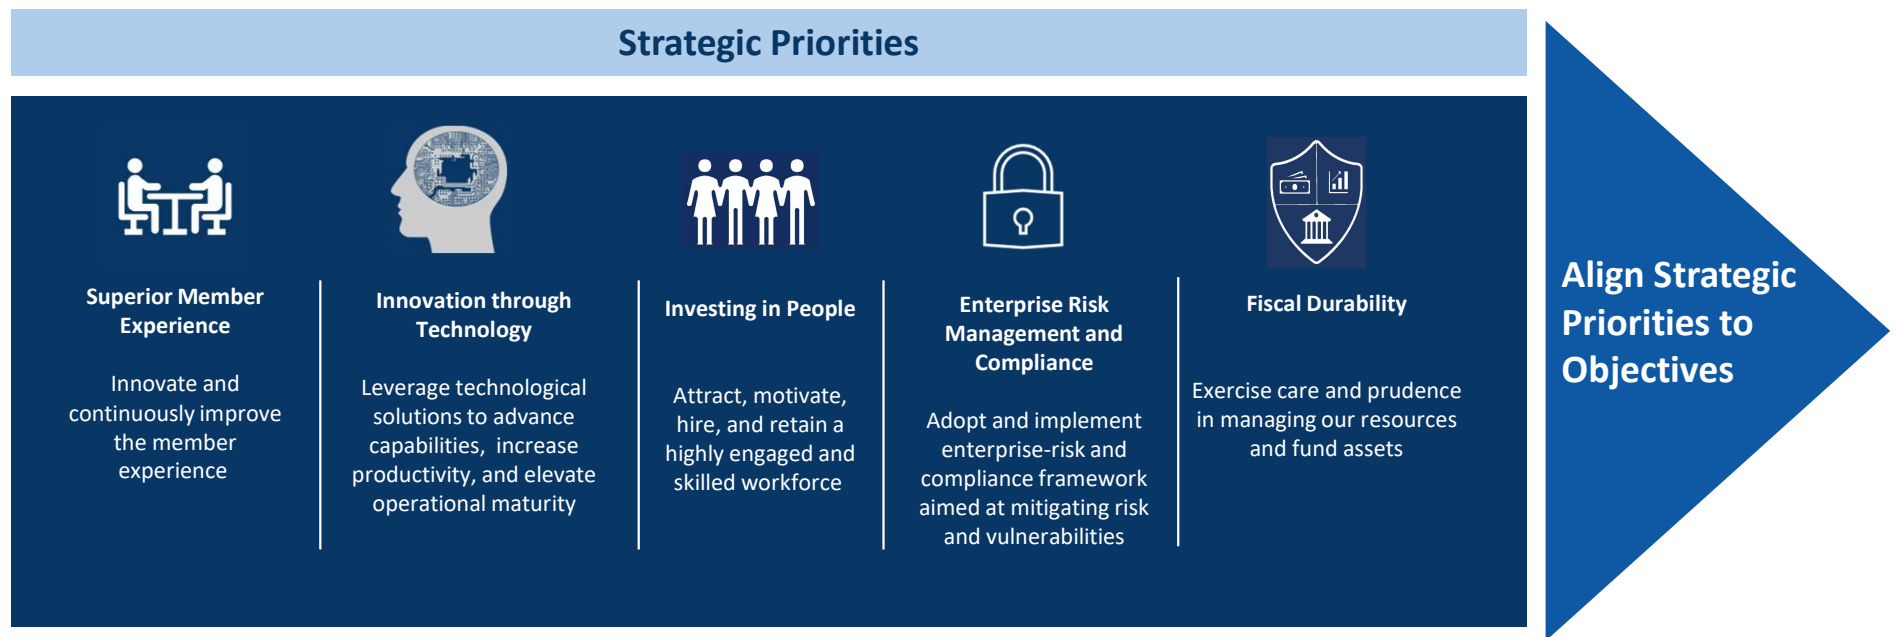 Strategic Priorities
Superior Member
Experience
Innovate and
continuously improve
the member
experience
Innovation through
Technology
Leverage technological
solutions to advance
capabilities, increase
productivity, and elevate
operational maturity
Investing in People
Attract, motivate,
hire, and retain a
highly engaged and
skilled workforce
Enterprise Risk
Management and
Compliance
Adopt and implement
enterprise-risk and
compliance framework
aimed at mitigating risk
and vulnerabilities
Fiscal Durability
Exercise care and prudence
in managing our resources
and fund assets
Align Strategic
Priorities to
Objectives